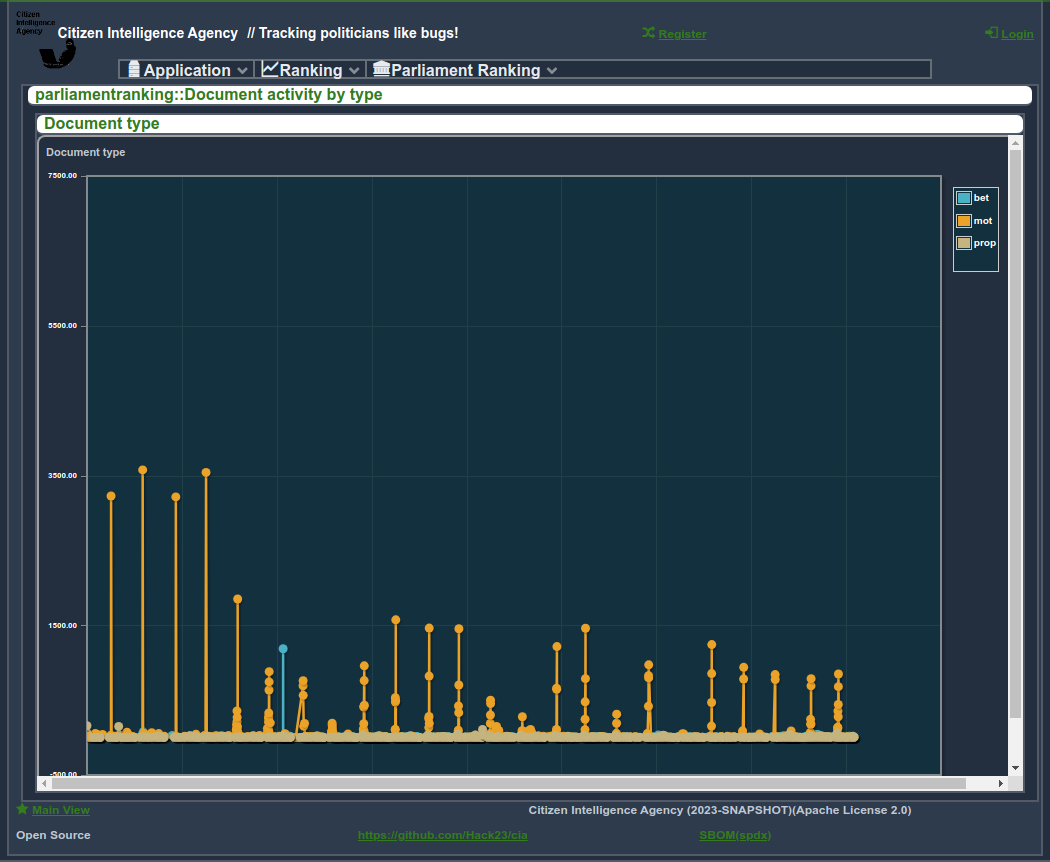 Citizen
Intelligence
Agency
Citizen Intelligence Agency // Tracking politicians like bugs!
Register
Login
Application
Ranking
Parliament Ranking
parliamentranking::Document activity by type
Document type
Document type
7500.00
5500.00
3500.00
1500.00
-500.00
bet
mot
prop
Main View
Citizen Intelligence Agency (2023-SNAPSHOT)(Apache License 2.0)
Open Source
https://github.com/Hack23/cia
SBOM(spdx)